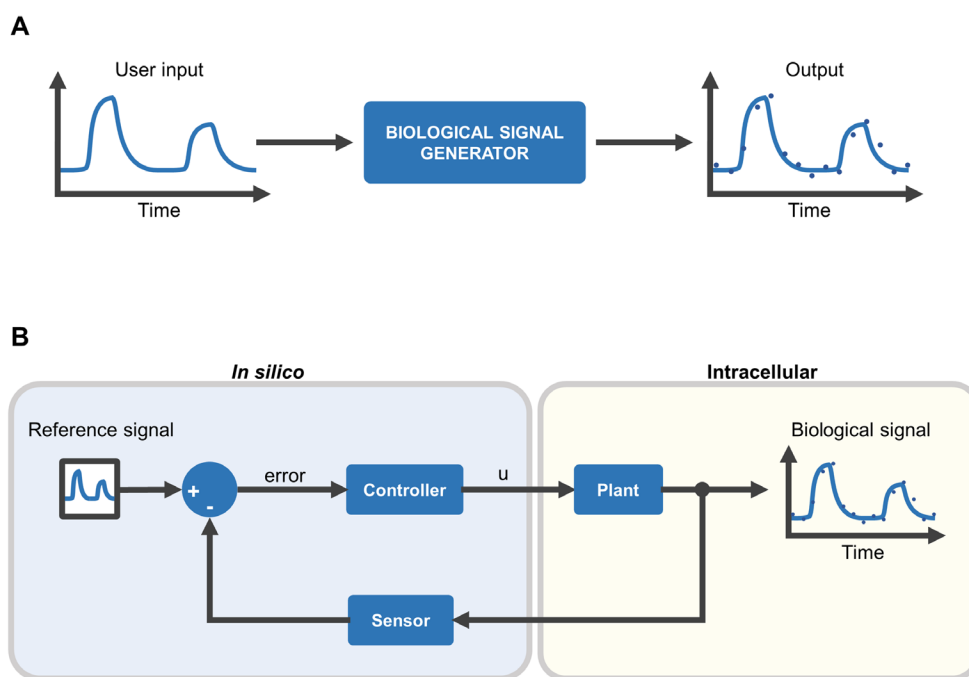 A
User input
Output
BIOLOGICAL SIGNAL
GENERATOR
Time
Time
B
In silico
Intracellular
Reference signal
Biological signal
error
u
+
-
Controller
Plant
Time
Sensor